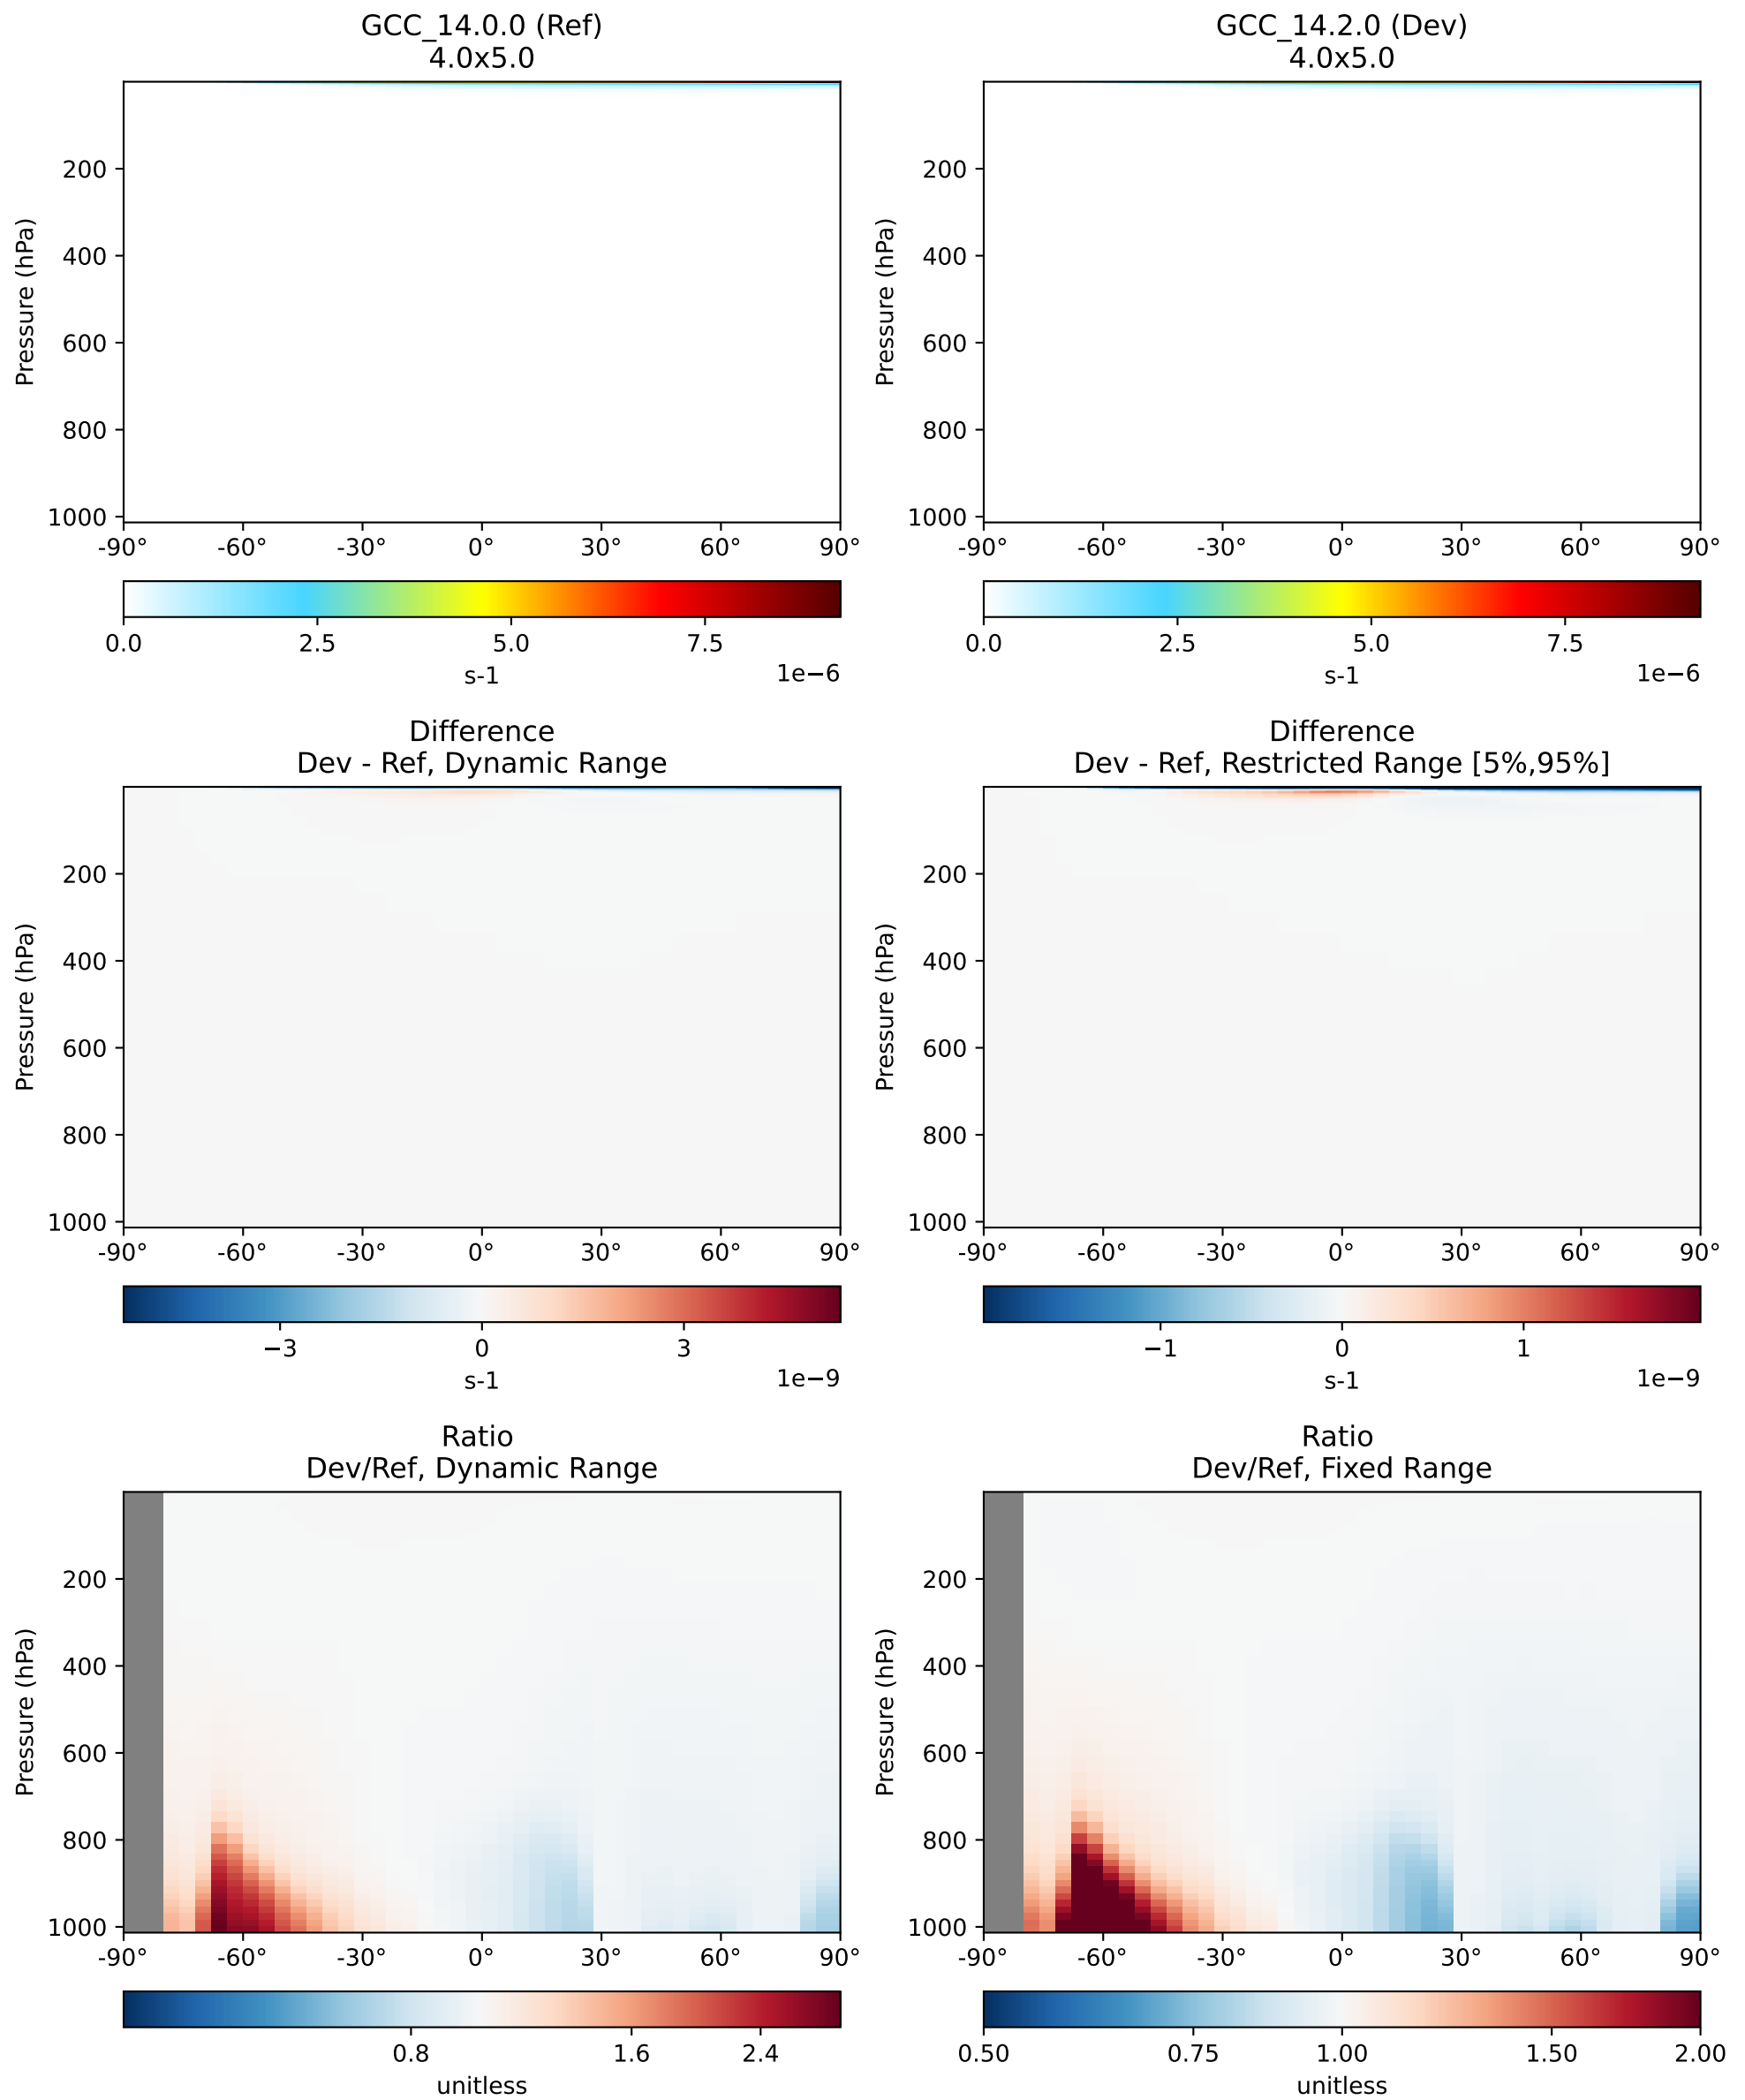 GCC_14.0.0 (Ref)
4.0x5.0
Pressure (hPa)
200
400
600
800
1000
-90° -60° -30° 0° 30° 60° 90°
0.0 2.5 5.0 7.5
s-1
1e−6
GCC_14.2.0 (Dev)
4.0x5.0
Pressure (hPa)
200
400
600
800
1000
-90° -60° -30° 0° 30° 60° 90°
0.0 2.5 5.0 7.5
s-1
1e−6
Difference
Dev - Ref, Dynamic Range
Pressure (hPa)
200
400
600
800
1000
-90° -60° -30° 0° 30° 60° 90°
−3 0 3
s-1
1e−9
Difference
Dev - Ref, Restricted Range [5%,95%]
Pressure (hPa)
200
400
600
800
1000
-90° -60° -30° 0° 30° 60° 90°
−1 0 1
s-1
1e−9
Ratio
Dev/Ref, Dynamic Range
Pressure (hPa)
200
400
600
800
1000
-90° -60° -30° 0° 30° 60° 90°
0.8 1.6 2.4
unitless
Ratio
Dev/Ref, Fixed Range
Pressure (hPa)
200
400
600
800
1000
-90° -60° -30° 0° 30° 60° 90°
0.50 0.75 1.00 1.50 2.00
unitless